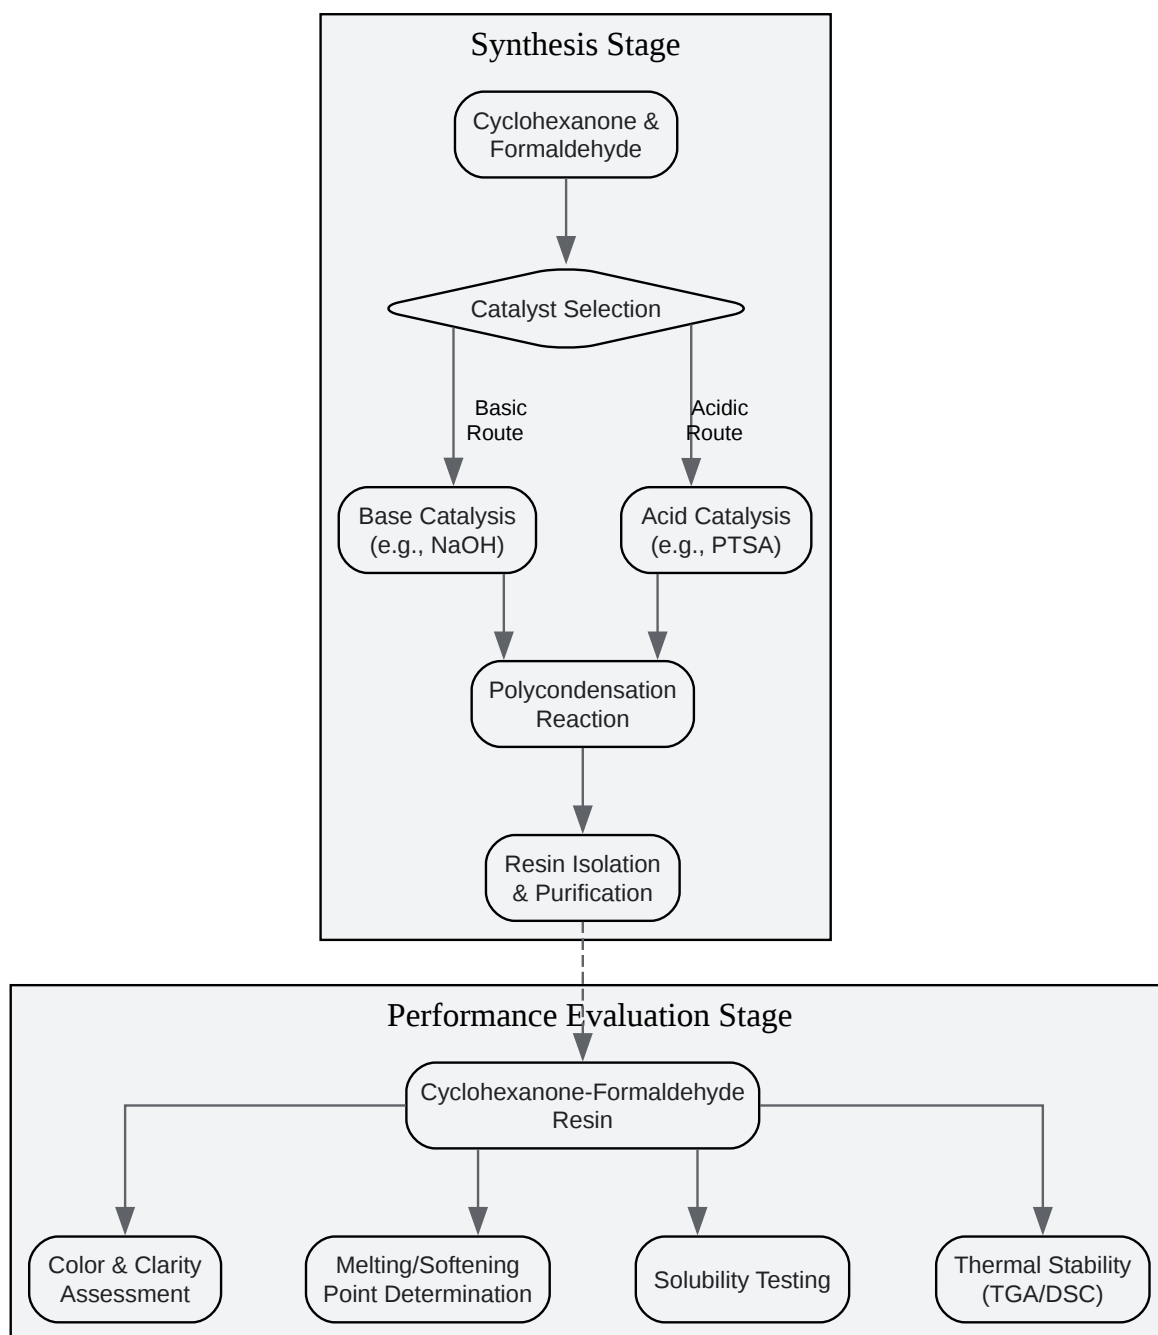 Synthesis Stage
Cyclohexanone &
Formaldehyde
Catalyst Selection
Basic
Route
Acidic
Route
Base Catalysis
(e.g., NaOH)
Acid Catalysis
(e.g., PTSA)
Polycondensation
Reaction
Resin Isolation
& Purification
Performance Evaluation Stage
Cyclohexanone-Formaldehyde
Resin
Color & Clarity
Assessment
Melting/Softening
Point Determination
Solubility Testing
Thermal Stability
(TGA/DSC)